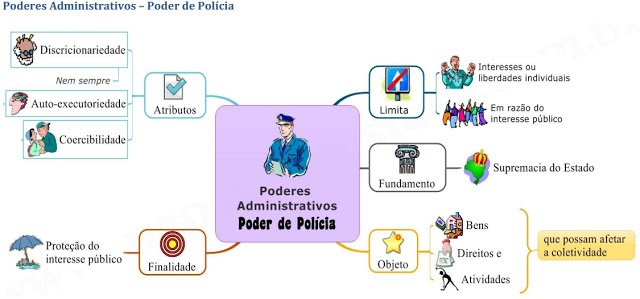 Poderes Administrativos – Poder de Polícia
Discricionariedade
Nem sempre
Auto-executoriedade
Coercibilidade
Atributos
Limita
Interesses ou
liberdades individuais
Em razão do
interesse público
Poderes
Administrativos
Poder de Polícia
Fundamento
Supremacia do Estado
Proteção do
interesse público
Finalidade
Objeto
Bens
Direitos e
Atividades
que possam afetar
a coletividade